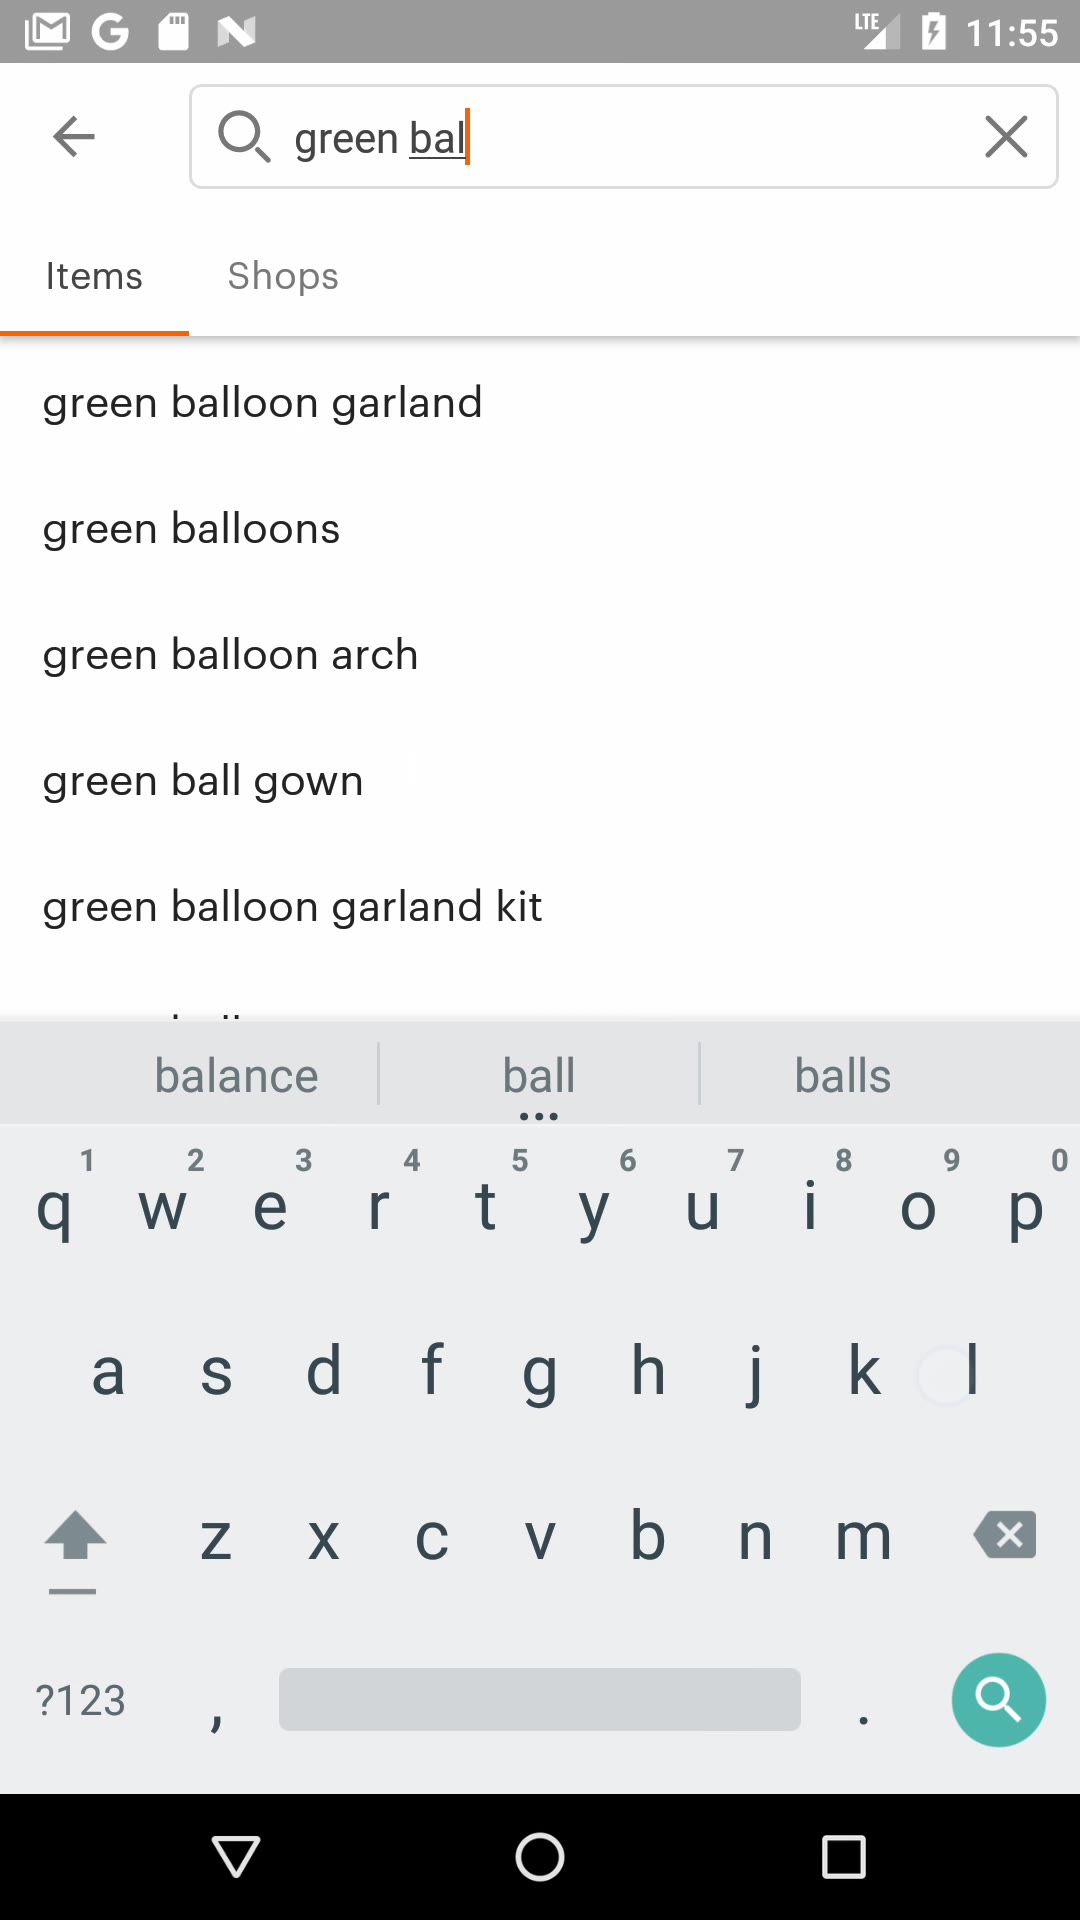 LTE 11:55
green bal
Items Shops
green balloon garland
green balloons
green balloon arch
green ball gown
green balloon garland kit
balance ball balls
1 2 3 4 5 6 7 8 9 0
q w e r t y u i o p
a s d f g h j k l
z x c v b n m
?123 , .